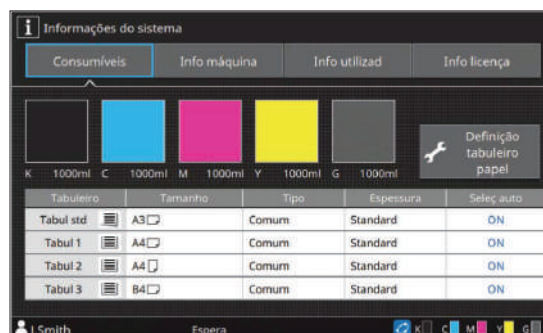 i Informações do sistema
Consumíveis Info máquina Info utilizad Info licença
Definição
tabuleiro
papel
K 1000ml C 1000ml M 1000ml Y 1000ml G 1000ml
Tabuleiro Tamanho Tipo Espessura Seleç auto
Tabul std A3 Comum Standard ON
Tabul 1 A4 Comum Standard ON
Tabul 2 A4 Comum Standard ON
Tabul 3 B4 Comum Standard ON
J Smith Espera K C M Y G